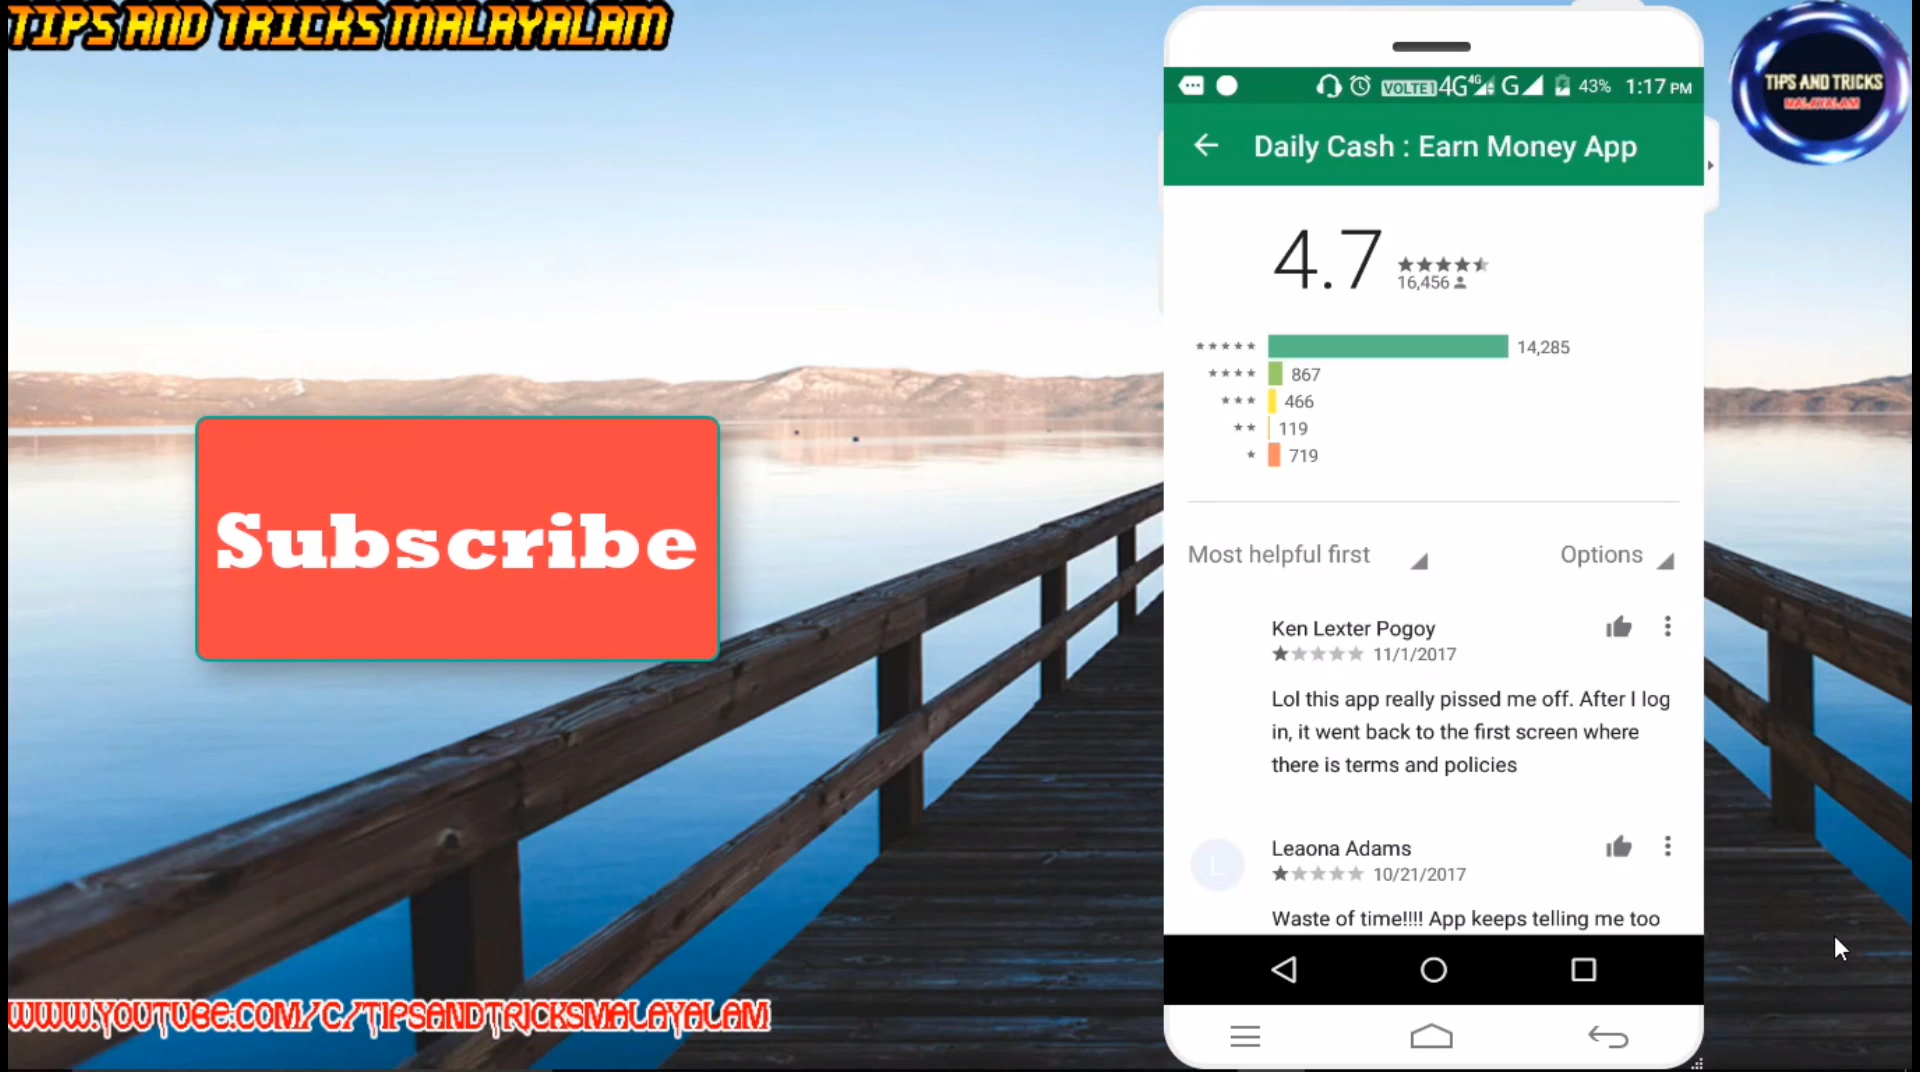 TIPS AND TRICKS MALAYALAM
TIPS AND TRICKS
MALAYALAM
VOLTE1 4G 4G G 43% 1:17 PM
Daily Cash : Earn Money App
4.7
16,456
14,285
867
466
119
719
Most helpful first Options
Ken Lexter Pogoy
11/1/2017
Lol this app really pissed me off. After I log
in, it went back to the first screen where
there is terms and policies
L
Leaona Adams
10/21/2017
Waste of time!!!! App keeps telling me too
Subscribe
WWW.YOUTUBE.COM/C/TIPSANDTRICKSMALAYALAM